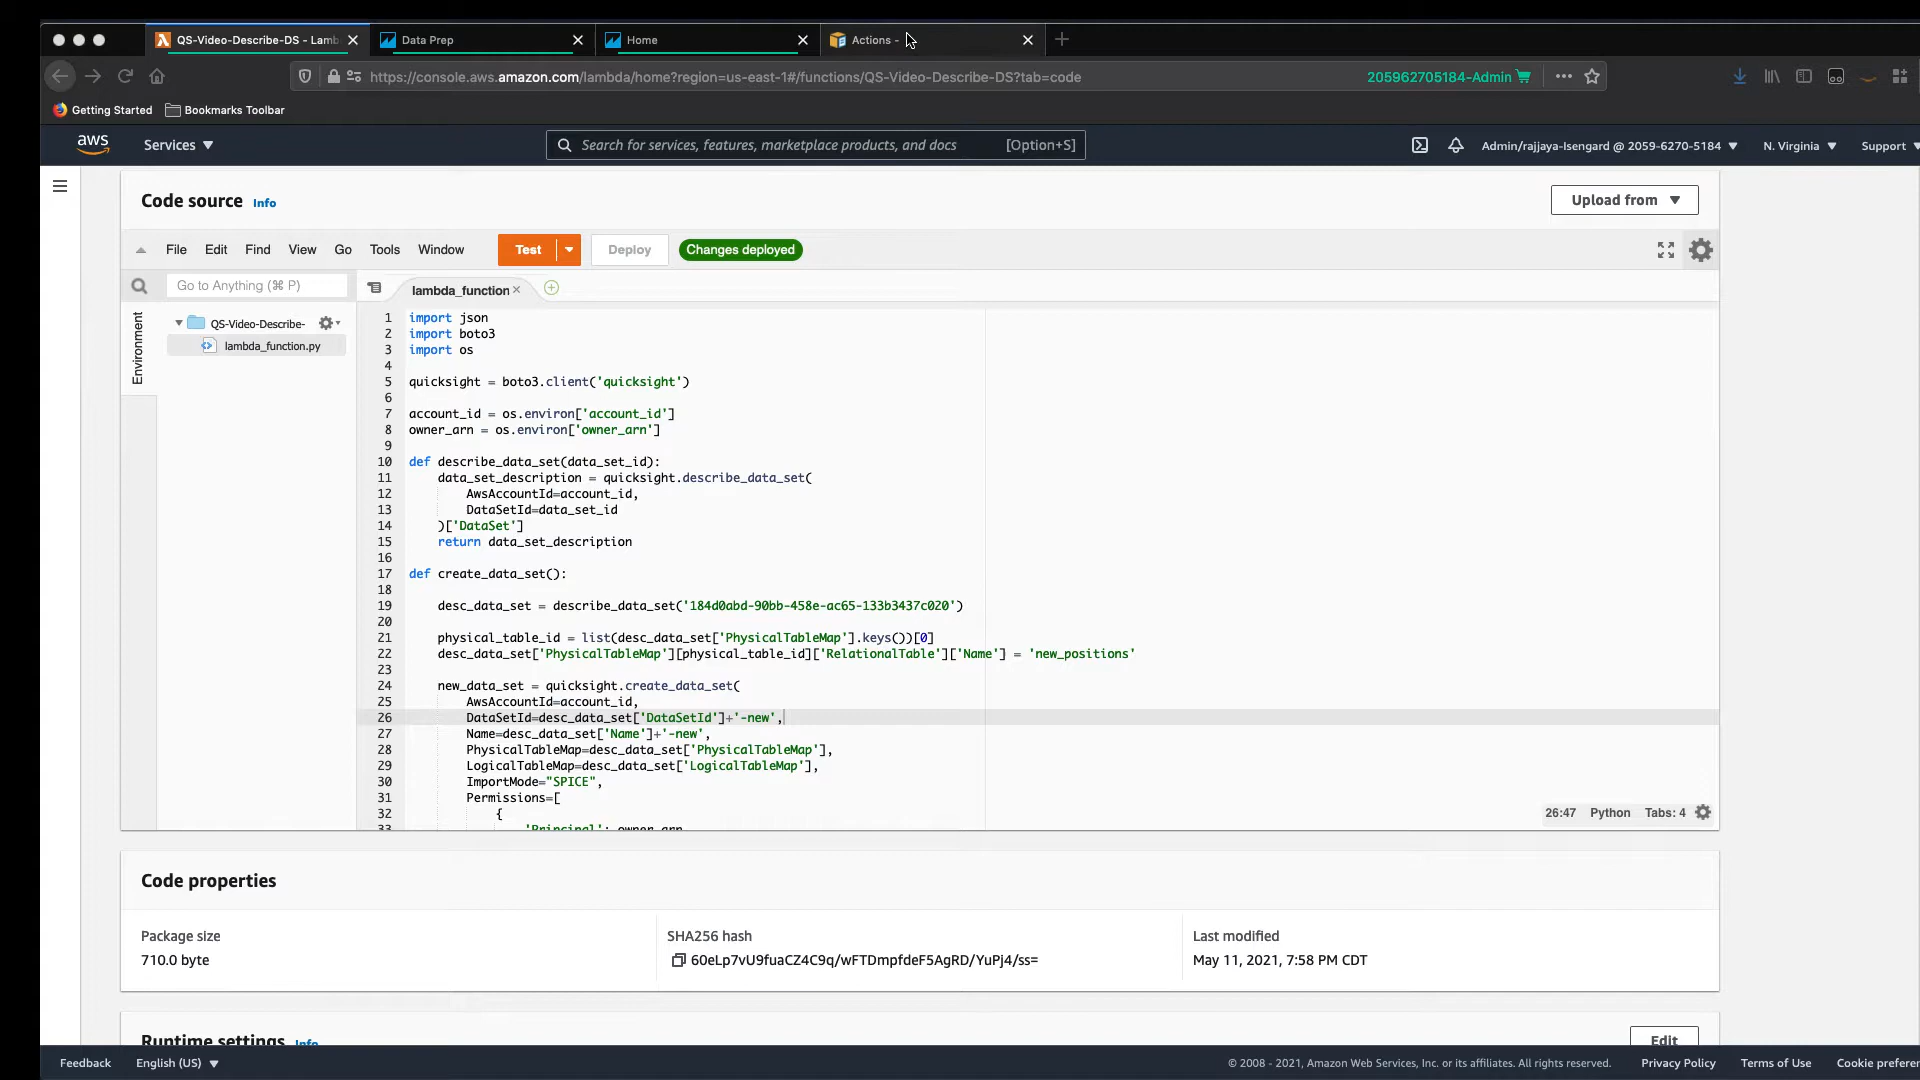 QS-Video-Describe-DS - Lamb
Data Prep
Home
Actions -
https://console.aws.amazon.com/lambda/home?region=us-east-1#/functions/QS-Video-Describe-DS?tab=code
205962705184-Admin
Getting Started
Bookmarks Toolbar
aws
Services
Search for services, features, marketplace products, and docs
[Option+S]
Admin/rajjaya-Isengard @ 2059-6270-5184
N. Virginia
Support
Code source Info
Upload from
File Edit Find View Go Tools Window
Test
Deploy
Changes deployed
Go to Anything (⌘ P)
lambda_function
Environment
QS-Video-Describe-
lambda_function.py
1 import json
2 import boto3
3 import os
4
5 quicksight = boto3.client('quicksight')
6
7 account_id = os.environ['account_id']
8 owner_arn = os.environ['owner_arn']
9
10 def describe_data_set(data_set_id):
11 data_set_description = quicksight.describe_data_set(
12 AwsAccountId=account_id,
13 DataSetId=data_set_id
14 )['DataSet']
15 return data_set_description
16
17 def create_data_set():
18
19 desc_data_set = describe_data_set('184d0abd-90bb-458e-ac65-133b3437c020')
20
21 physical_table_id = list(desc_data_set['PhysicalTableMap'].keys())[0]
22 desc_data_set['PhysicalTableMap'][physical_table_id]['RelationalTable']['Name'] = 'new_positions'
23
24 new_data_set = quicksight.create_data_set(
25 AwsAccountId=account_id,
26 DataSetId=desc_data_set['DataSetId']+'-new',
27 Name=desc_data_set['Name']+'-new',
28 PhysicalTableMap=desc_data_set['PhysicalTableMap'],
29 LogicalTableMap=desc_data_set['LogicalTableMap'],
30 ImportMode="SPICE",
31 Permissions=[
32 {
33 'Principal': owner_arn
26:47 Python Tabs: 4
Code properties
Package size
710.0 byte
SHA256 hash
60eLp7vU9fuaCZ4C9q/wFTDmpfdeF5AgRD/YuPj4/ss=
Last modified
May 11, 2021, 7:58 PM CDT
Runtime settings Info
Edit
Feedback
English (US)
© 2008 - 2021, Amazon Web Services, Inc. or its affiliates. All rights reserved.
Privacy Policy
Terms of Use
Cookie preferen